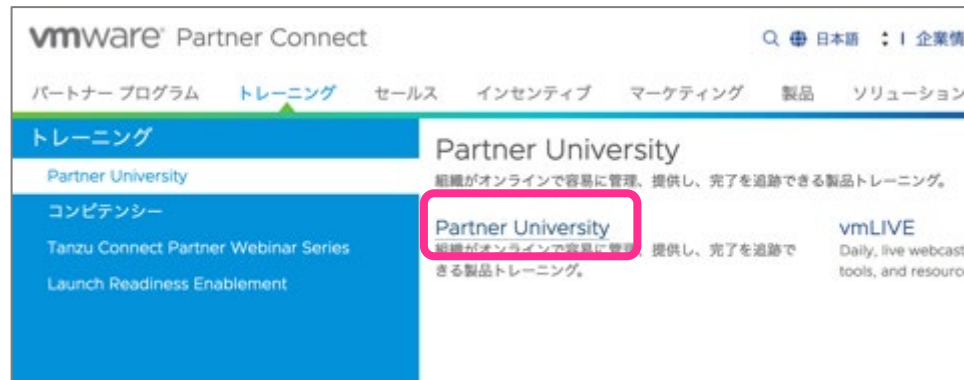 vmware® Partner Connect
日本語 | 企業情
パートナー プログラム トレーニング セールス インセンティブ マーケティング 製品 ソリューション
トレーニング
Partner University
コンピテンシー
Tanzu Connect Partner Webinar Series
Launch Readiness Enablement
Partner University
組織がオンラインで容易に管理、提供し、完了を追跡できる製品トレーニング。
Partner University
組織がオンラインで容易に管理、提供し、完了を追跡で
きる製品トレーニング。
vmLIVE
Daily, live webcast
tools, and resource